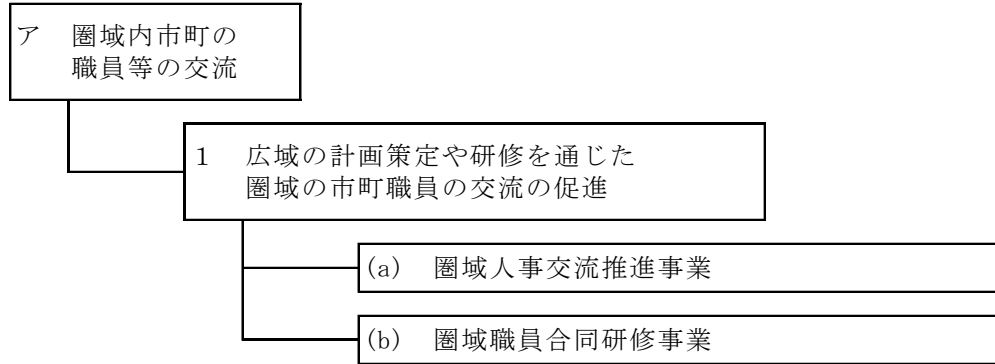 ア 圏域内市町の
職員等の交流
１ 広域の計画策定や研修を通じた
圏域の市町職員の交流の促進
(a) 圏域人事交流推進事業
(b) 圏域職員合同研修事業